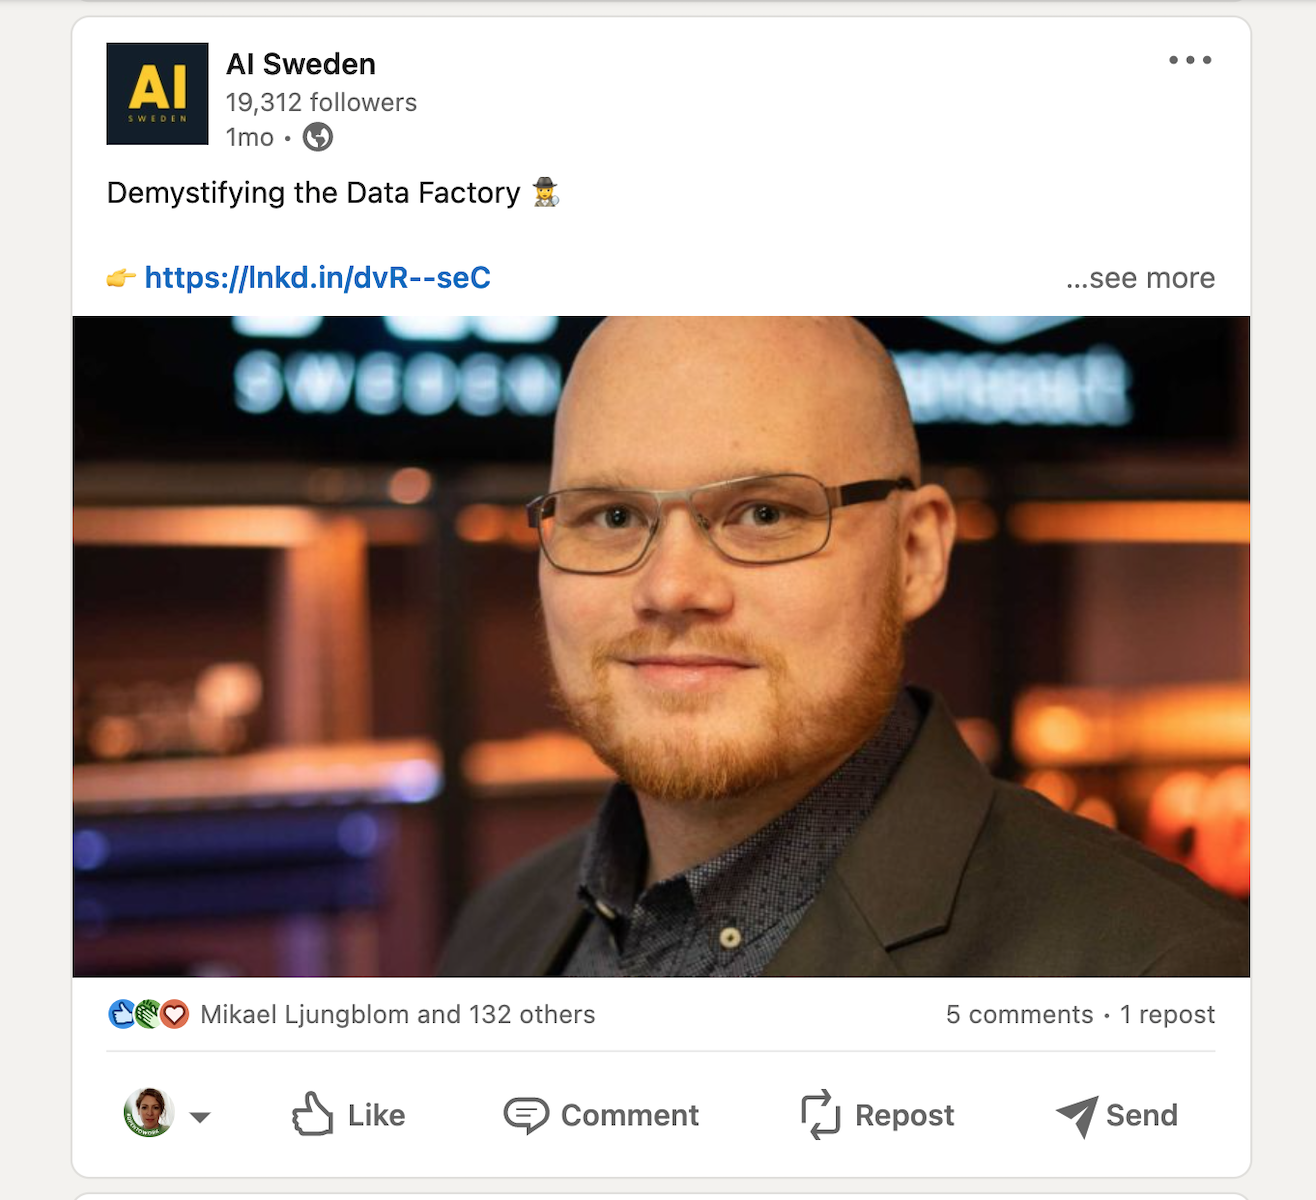 AI
SWEDEN
AI Sweden
19,312 followers
1mo •
Demystifying the Data Factory 🕵️‍♀️
👉 https://lnkd.in/dvR--seC
...see more
SWEDEN
Mikael Ljungblom and 132 others
5 comments • 1 repost
Like
Comment
Repost
Send